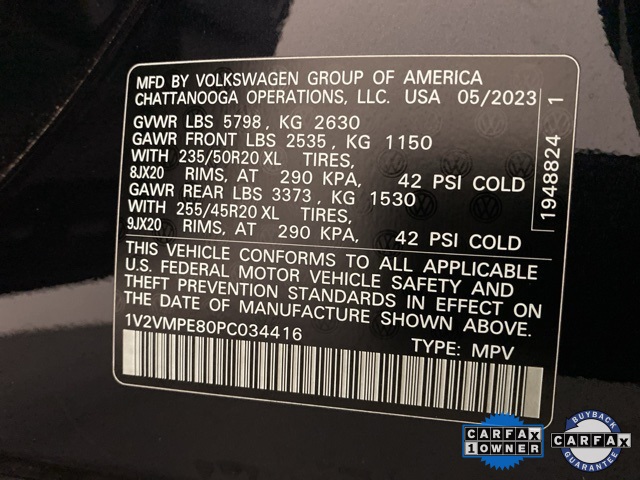 MFD BY VOLKSWAGEN GROUP OF AMERICA
CHATTANOOGA OPERATIONS, LLC. USA 05/2023
GVWR LBS 5798, KG 2630
GAWR FRONT LBS 2535, KG 1150
WITH 235/50R20 XL TIRES,
8JX20 RIMS, AT 290 KPA, 42 PSI COLD
GAWR REAR LBS 3373, KG 1530
WITH 255/45R20 XL TIRES,
9JX20 RIMS, AT 290 KPA, 42 PSI COLD
THIS VEHICLE CONFORMS TO ALL APPLICABLE
U.S. FEDERAL MOTOR VEHICLE SAFETY AND
THEFT PREVENTION STANDARDS IN EFFECT ON
THE DATE OF MANUFACTURE SHOWN ABOVE.
1V2VMPE80PC034416 TYPE: MPV
1948824 1
CARFAX
1 OWNER
BUYBACK
CARFAX
GUARANTEE